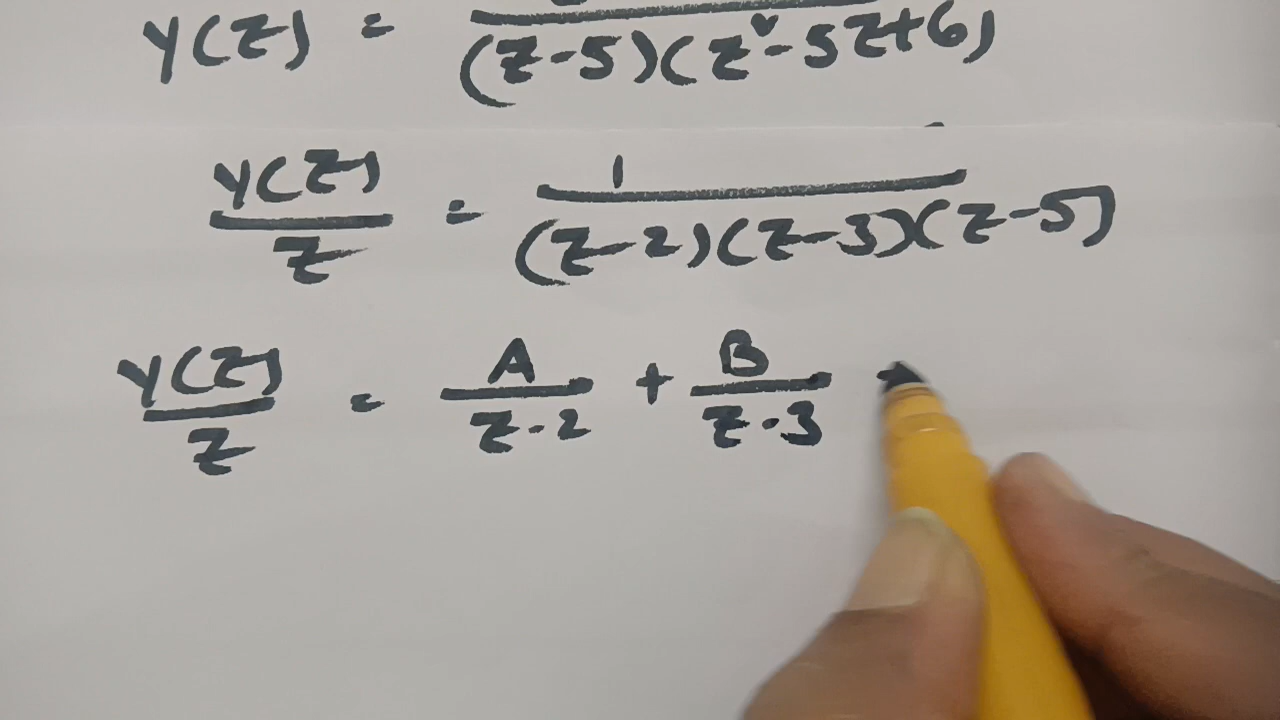 y(z) = / (z-5)(z²-5z+6)
y(z)/z = 1/(z-2)(z-3)(z-5)
y(z)/z = A/z-2 + B/z-3